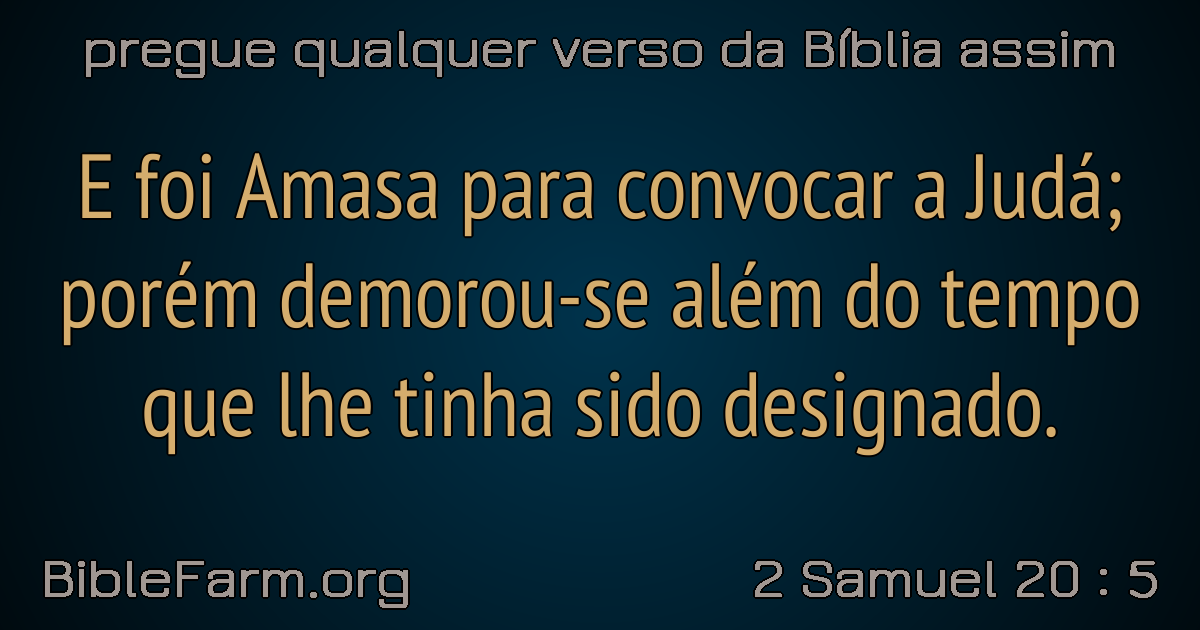 pregue qualquer verso da Bíblia assim
E foi Amasa para convocar a Judá;
porém demorou-se além do tempo
que lhe tinha sido designado.
BibleFarm.org
2 Samuel 20 : 5